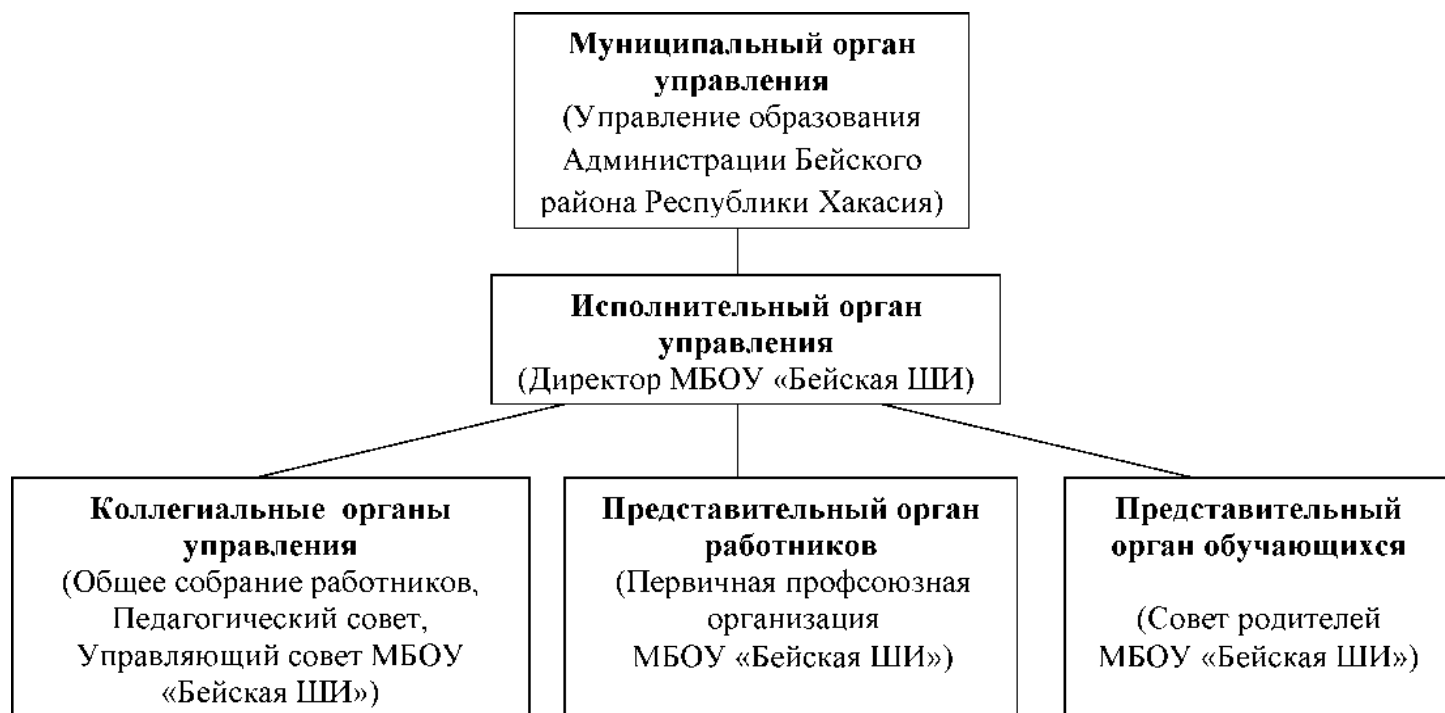 Муниципальный орган
управления
(Управление образования
Администрации Бейского
района Республики Хакасия)
Исполнительный орган
управления
(Директор МБОУ «Бейская ШИ)
Коллегиальные органы
управления
(Общее собрание работников,
Педагогический совет,
Управляющий совет МБОУ
«Бейская ШИ»)
Представительный орган
работников
(Первичная профсоюзная
организация
МБОУ «Бейская ШИ»)
Представительный
орган обучающихся
(Совет родителей
МБОУ «Бейская ШИ»)